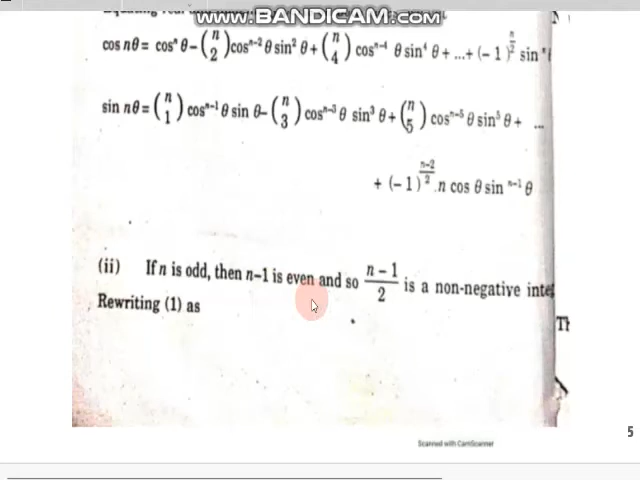 WWW.BANDICAM.COM
cos nθ = cosⁿ θ – (n 2) cosⁿ⁻² θ sin² θ + (n 4) cosⁿ⁻⁴ θ sin⁴ θ + ... + (– 1)^(n/2) sin
sin nθ = (n 1) cosⁿ⁻¹ θ sin θ – (n 3) cosⁿ⁻³ θ sin³ θ + (n 5) cosⁿ⁻⁵ θ sin⁵ θ + ...
+ (– 1)^((n–2)/2) . n cos θ sin ⁿ⁻¹ θ
(ii) If n is odd, then n–1 is even and so (n – 1)/2 is a non-negative inte
Rewriting (1) as
Th
5
Scanned with CamScanner